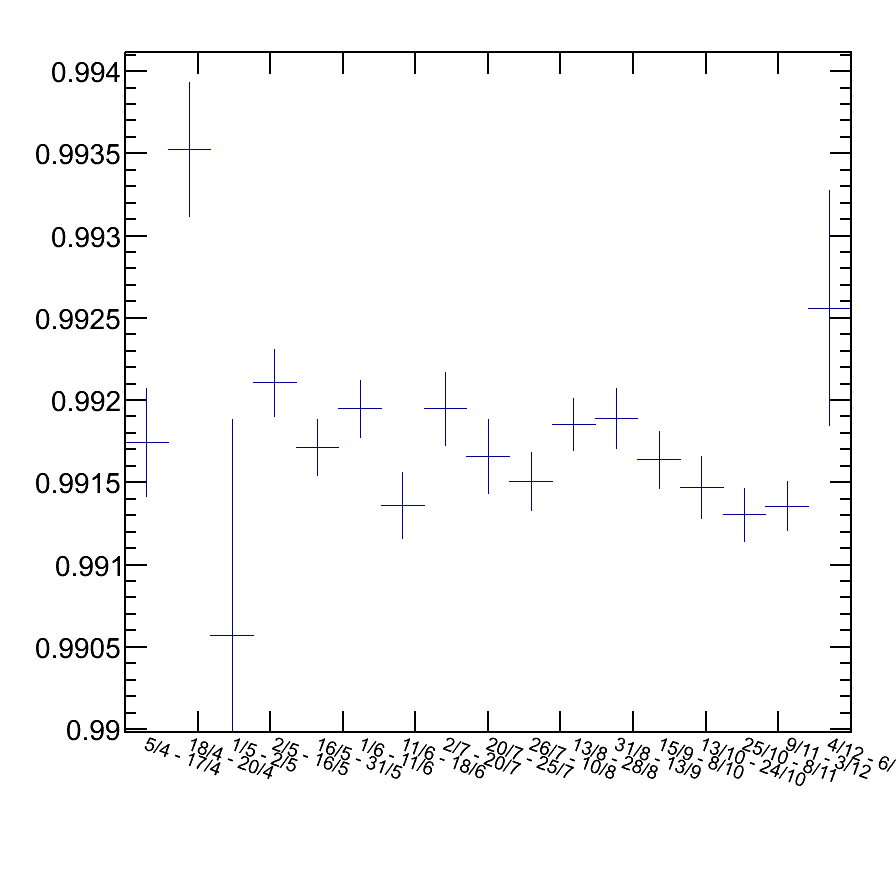 0.994
0.9935
0.993
0.9925
0.992
0.9915
0.991
0.9905
0.99
5/4 - 17/4
18/4 - 20/4
1/5 - 2/5
2/5 - 16/5
16/5 - 31/5
1/6 - 11/6
11/6 - 18/6
2/7 - 20/7
20/7 - 25/7
26/7 - 10/8
13/8 - 28/8
31/8 - 13/9
15/9 - 8/10
13/10 - 24/10
25/10 - 8/11
9/11 - 3/12
4/12 - 6/